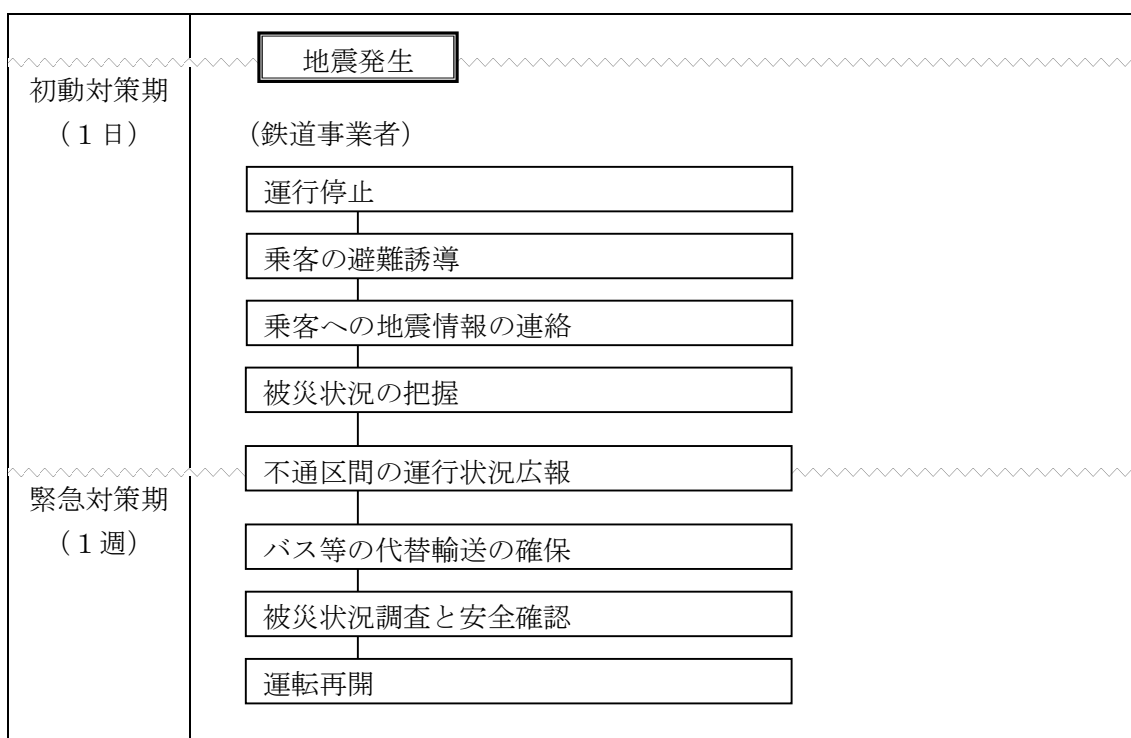 地震発生
初動対策期
（１日）
（鉄道事業者）
運行停止
乗客の避難誘導
乗客への地震情報の連絡
被災状況の把握
不通区間の運行状況広報
緊急対策期
（１週）
バス等の代替輸送の確保
被災状況調査と安全確認
運転再開